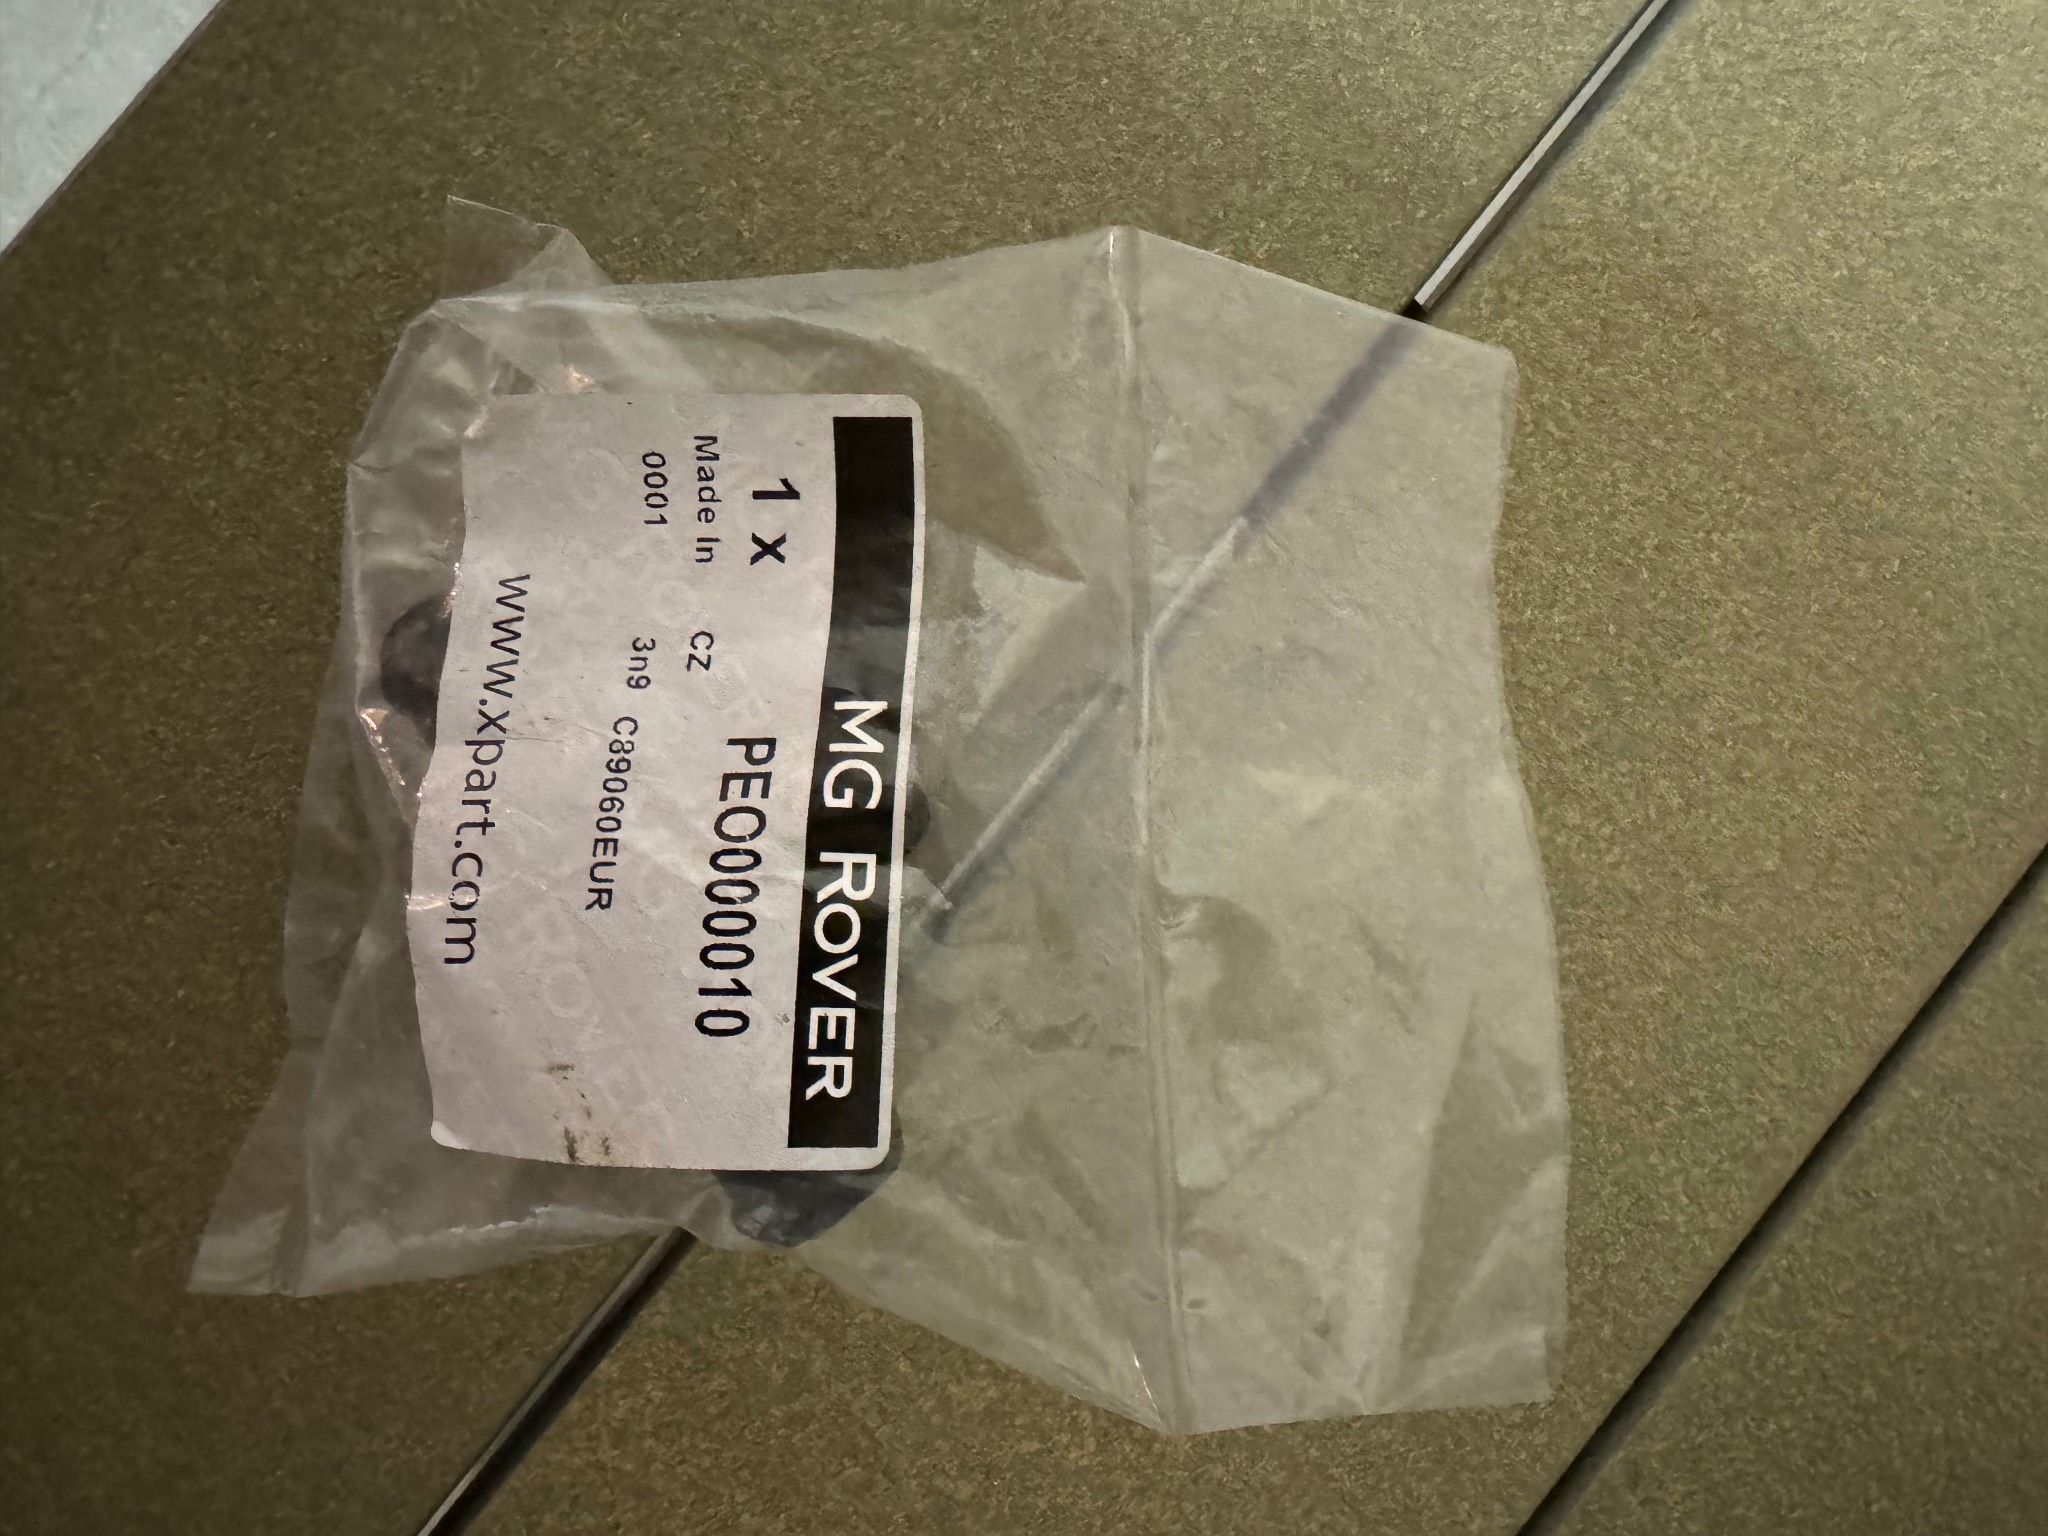 MG ROVER
1 x PEO000010
Made In CZ
0001 3n9 C89060EUR
www.xpart.com